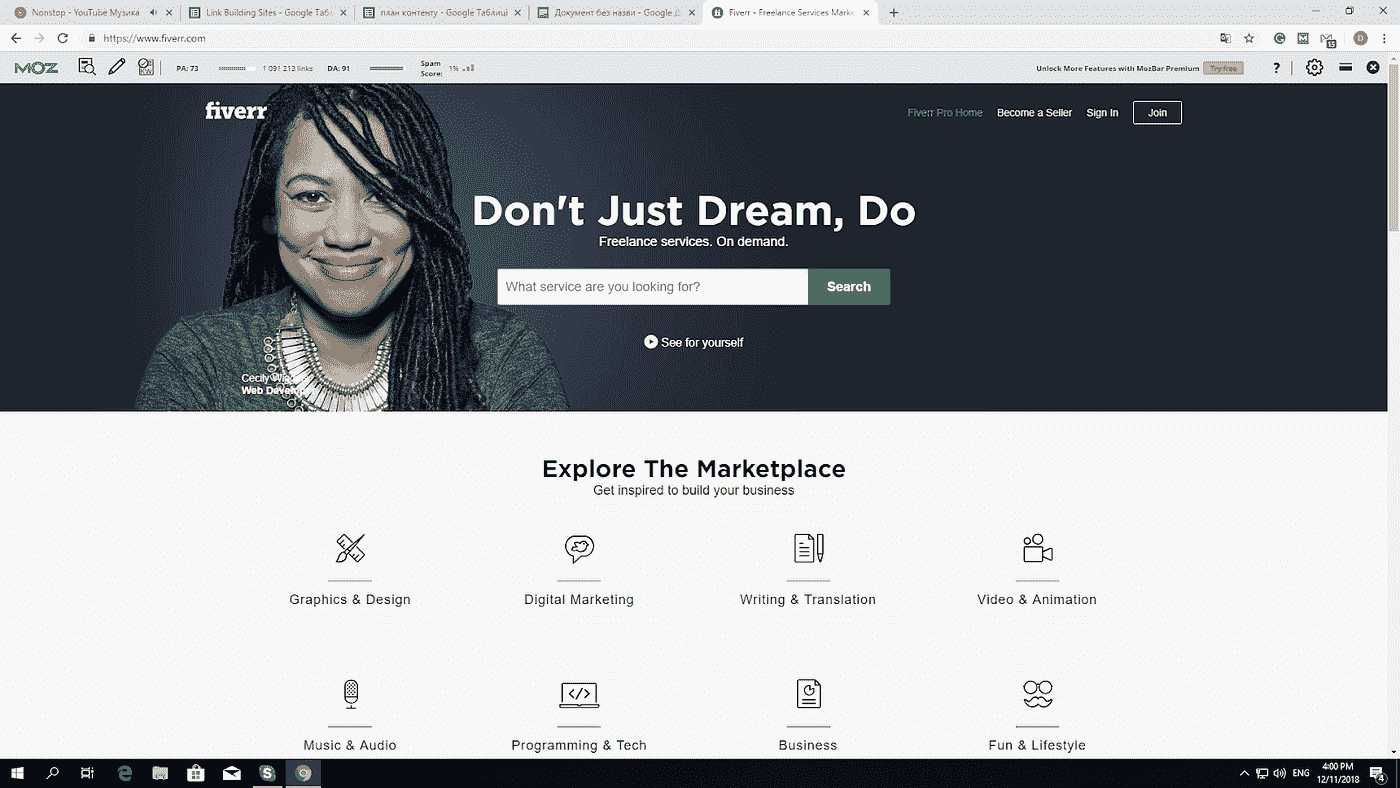 Nonstop - YouTube Музика
Link Building Sites - Google Таб
план контенту - Google Таблиці
Документ без назви - Google Д
Fiverr - Freelance Services Marke
https://www.fiverr.com
15
D
MOZ
KW
PA: 73
1 091 213 links
DA: 91
Spam
Score:
1%
Unlock More Features with MozBar Premium
Try free
?
fiverr
Fiverr Pro Home
Become a Seller
Sign In
Join
Don't Just Dream, Do
Freelance services. On demand.
What service are you looking for?
Search
See for yourself
Cecily
Web
Explore The Marketplace
Get inspired to build your business
Graphics & Design
Digital Marketing
Writing & Translation
Video & Animation
Music & Audio
Programming & Tech
Business
Fun & Lifestyle
ENG
4:00 PM
12/11/2018
4